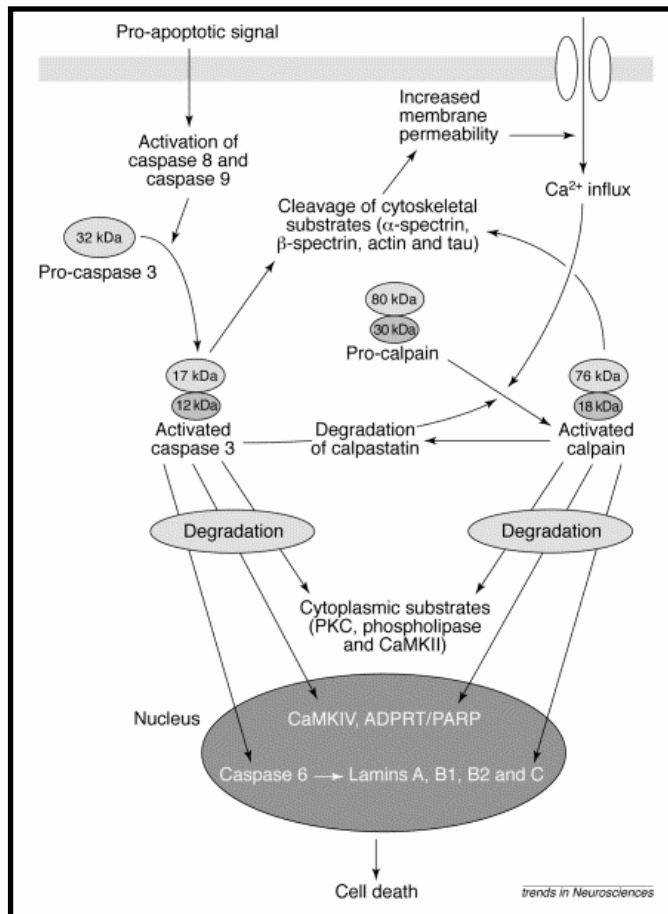 Pro-apoptotic signal
Increased
membrane
permeability
Activation of
caspase 8 and
caspase 9
Ca²⁺ influx
Cleavage of cytoskeletal
substrates (α-spectrin,
β-spectrin, actin and tau)
32 kDa
Pro-caspase 3
80 kDa
30 kDa
Pro-calpain
17 kDa
12 kDa
Activated
caspase 3
Degradation
of calpastatin
76 kDa
18 kDa
Activated
calpain
Degradation
Degradation
Cytoplasmic substrates
(PKC, phospholipase
and CaMKII)
Nucleus
CaMKIV, ADPRT/PARP
Caspase 6 → Lamins A, B1, B2 and C
Cell death
trends in Neurosciences